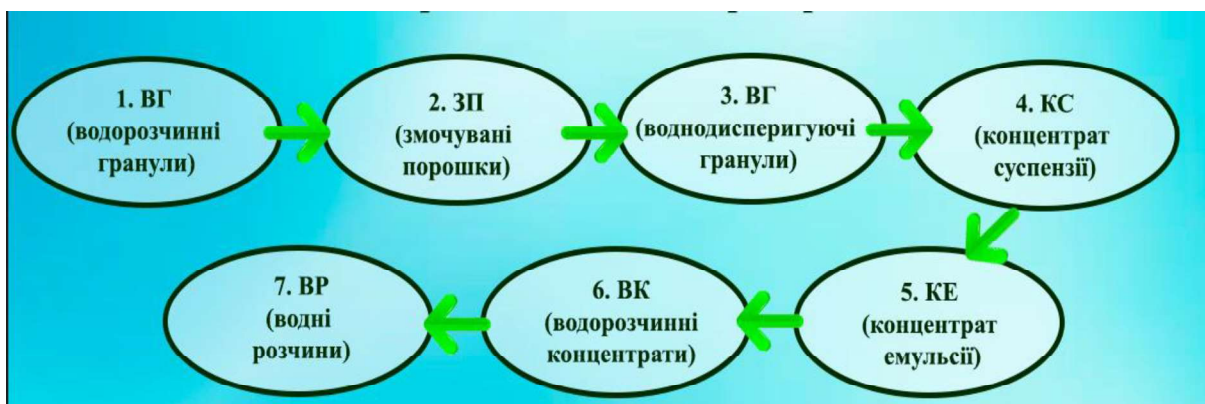 1. ВГ
(водорозчинні
гранули)
2. ЗП
(змочувані
порошки)
3. ВГ
(воднодисперигуючі
гранули)
4. КС
(концентрат
суспензії)
5. КЕ
(концентрат
емульсії)
6. ВК
(водорозчинні
концентрати)
7. ВР
(водні
розчини)